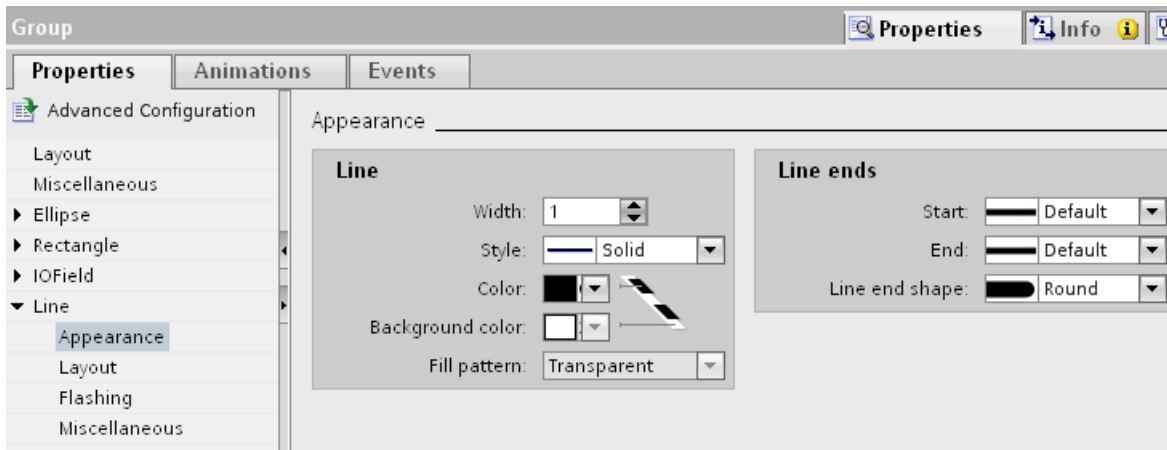 Group
Properties
Info
Properties
Animations
Events
Advanced Configuration
Layout
Miscellaneous
Ellipse
Rectangle
IOField
Line
Appearance
Layout
Flashing
Miscellaneous
Appearance
Line
Width: 1
Style: Solid
Color:
Background color:
Fill pattern: Transparent
Line ends
Start: Default
End: Default
Line end shape: Round